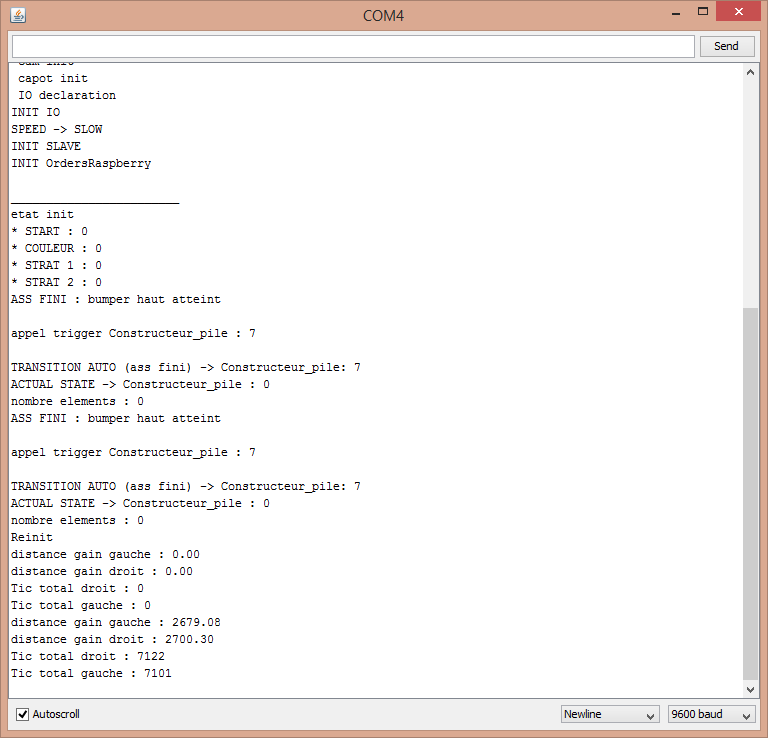 COM4
Send
capot init
IO declaration
INIT IO
SPEED -> SLOW
INIT SLAVE
INIT OrdersRaspberry
________________________
etat init
* START : 0
* COULEUR : 0
* STRAT 1 : 0
* STRAT 2 : 0
ASS FINI : bumper haut atteint
appel trigger Constructeur_pile : 7
TRANSITION AUTO (ass fini) -> Constructeur_pile: 7
ACTUAL STATE -> Constructeur_pile : 0
nombre elements : 0
ASS FINI : bumper haut atteint
appel trigger Constructeur_pile : 7
TRANSITION AUTO (ass fini) -> Constructeur_pile: 7
ACTUAL STATE -> Constructeur_pile : 0
nombre elements : 0
Reinit
distance gain gauche : 0.00
distance gain droit : 0.00
Tic total droit : 0
Tic total gauche : 0
distance gain gauche : 2679.08
distance gain droit : 2700.30
Tic total droit : 7122
Tic total gauche : 7101
Autoscroll
Newline
9600 baud